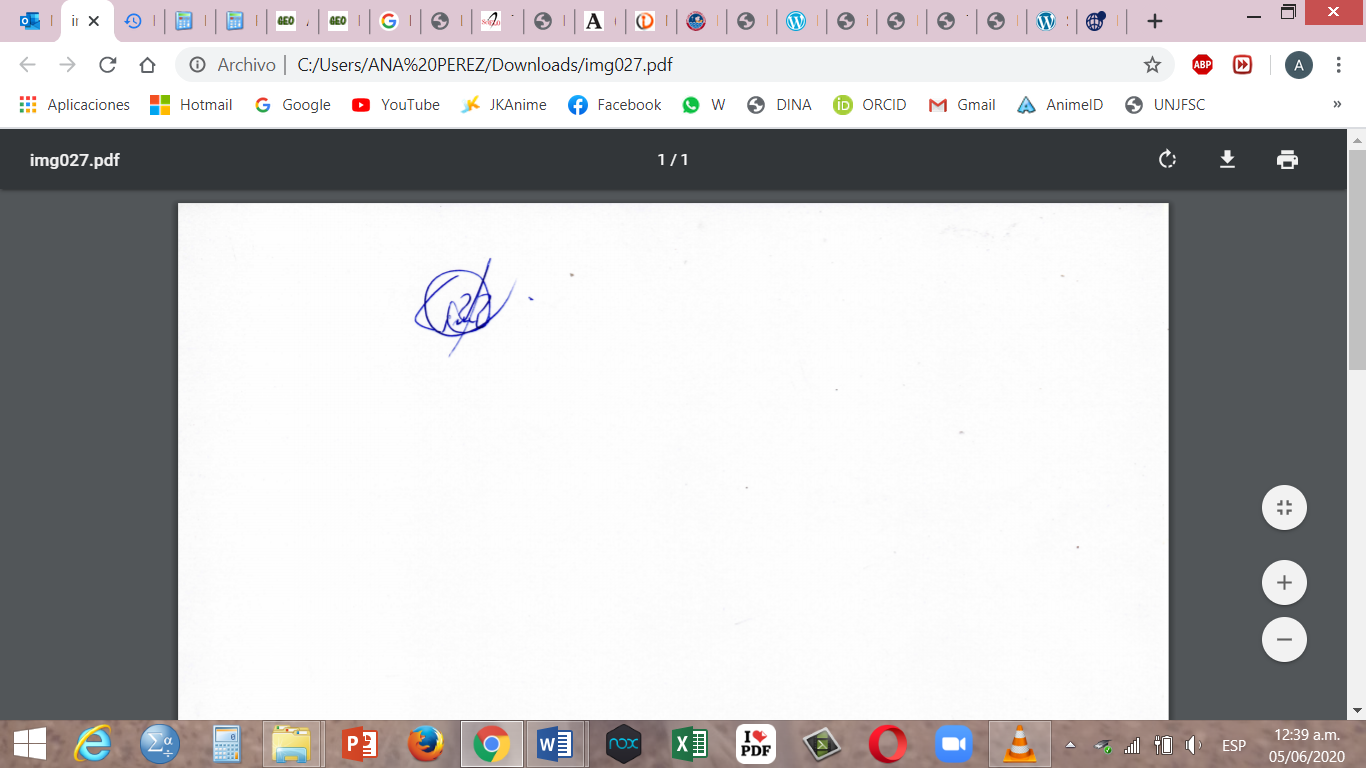 Archivo | C:/Users/ANA%20PEREZ/Downloads/img027.pdf
Aplicaciones Hotmail Google YouTube JKAnime Facebook W DINA ORCID Gmail AnimeID UNJFSC »
img027.pdf 1 / 1
ESP 12:39 a.m.
05/06/2020